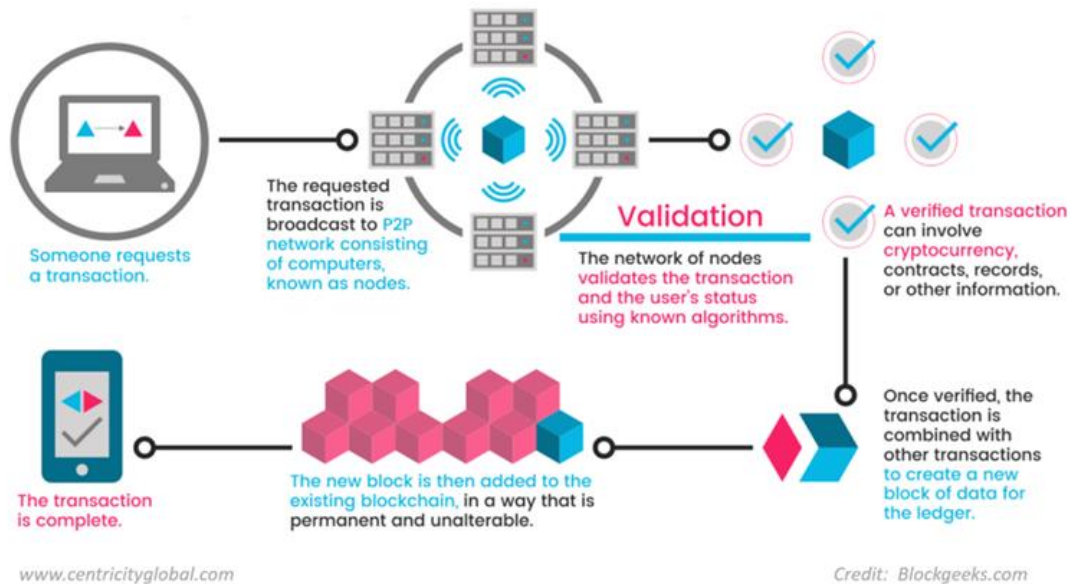 Someone requests
a transaction.
The requested
transaction is
broadcast to P2P
network consisting
of computers,
known as nodes.
Validation
The network of nodes
validates the transaction
and the user's status
using known algorithms.
A verified transaction
can involve
cryptocurrency,
contracts, records,
or other information.
Once verified, the
transaction is
combined with
other transactions
to create a new
block of data for
the ledger.
The new block is then added to the
existing blockchain, in a way that is
permanent and unalterable.
The transaction
is complete.
www.centricityglobal.com
Credit: Blockgeeks.com